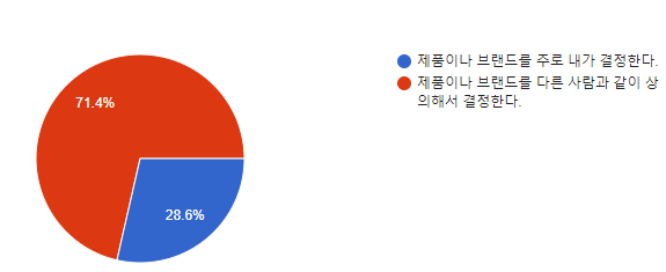 71.4%
28.6%
제품이나 브랜드를 주로 내가 결정한다.
제품이나 브랜드를 다른 사람과 같이 상
의해서 결정한다.